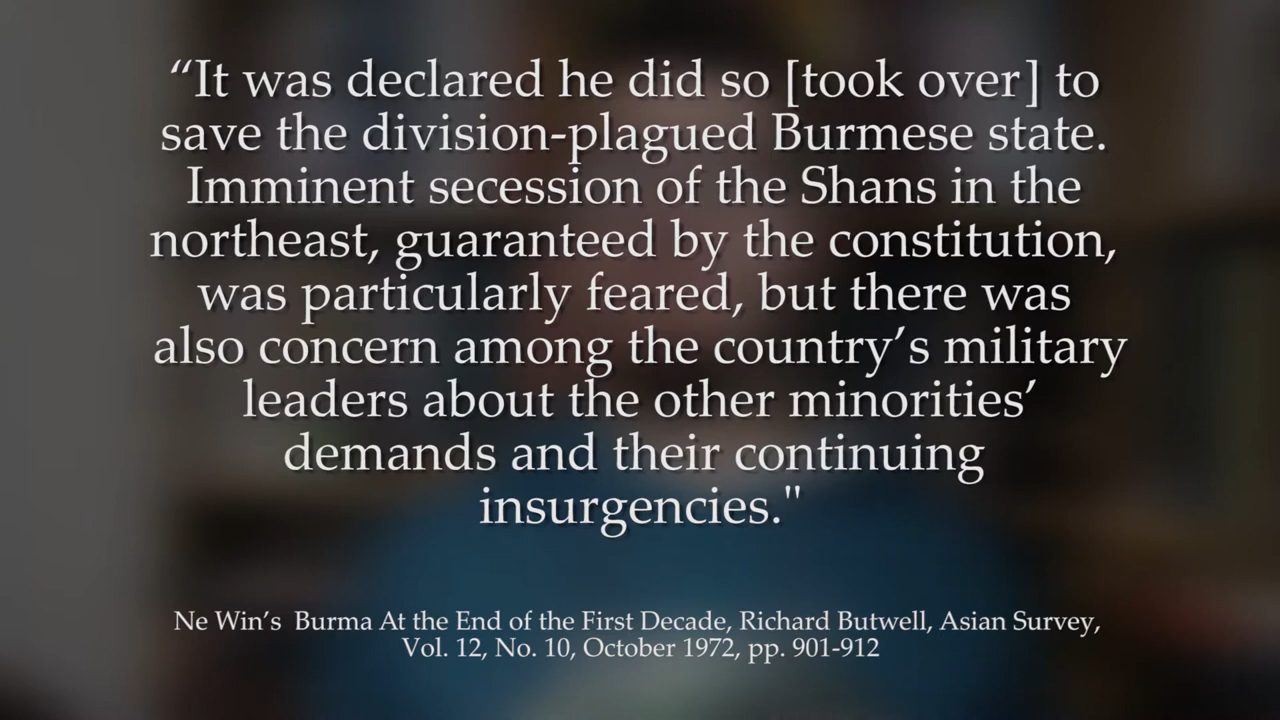 “It was declared he did so [took over] to
save the division-plagued Burmese state.
Imminent secession of the Shans in the
northeast, guaranteed by the constitution,
was particularly feared, but there was
also concern among the country’s military
leaders about the other minorities’
demands and their continuing
insurgencies."
Ne Win’s  Burma At the End of the First Decade, Richard Butwell, Asian Survey,
Vol. 12, No. 10, October 1972, pp. 901-912